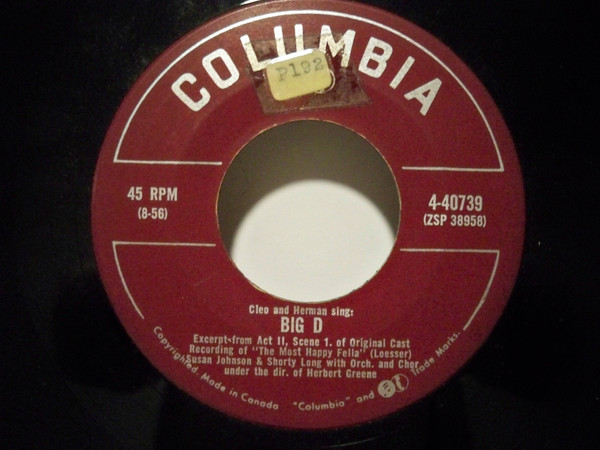 COLUMBIA
P192
45 RPM
(8-56)
4-40739
(ZSP 38958)
Cleo and Herman sing:
BIG D
Excerpt from Act II, Scene 1. of Original Cast
Recording of "The Most Happy Fella" (Loesser)
Susan Johnson & Shorty Long with Orch. and Chor.
under the dir. of Herbert Greene
Copyrighted. Made in Canada "Columbia" and Trade Marks.